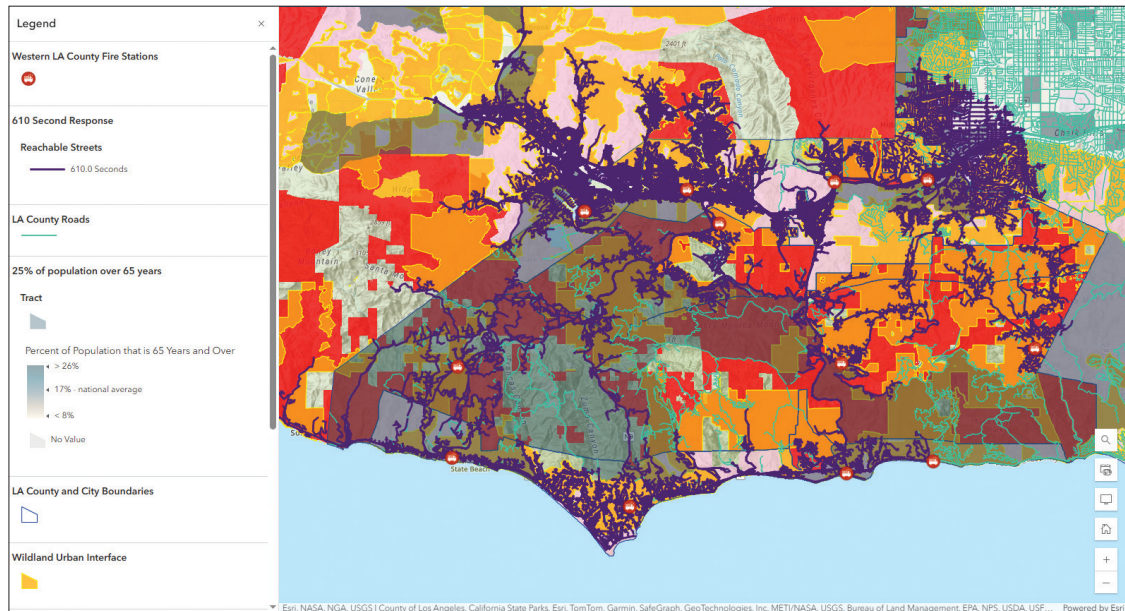 Legend
×
Western LA County Fire Stations
610 Second Response
Reachable Streets
610.0 Seconds
LA County Roads
25% of population over 65 years
Tract
Percent of Population that is 65 Years and Over
> 26%
17% - national average
< 8%
No Value
LA County and City Boundaries
Wildland Urban Interface
2401 ft
State Beach
+
−
Esri, NASA, NGA, USGS | County of Los Angeles, California State Parks, Esri, TomTom, Garmin, SafeGraph, GeoTechnologies, Inc, METI/NASA, USGS, Bureau of Land Management, EPA, NPS, USDA, USF... Powered by Esri